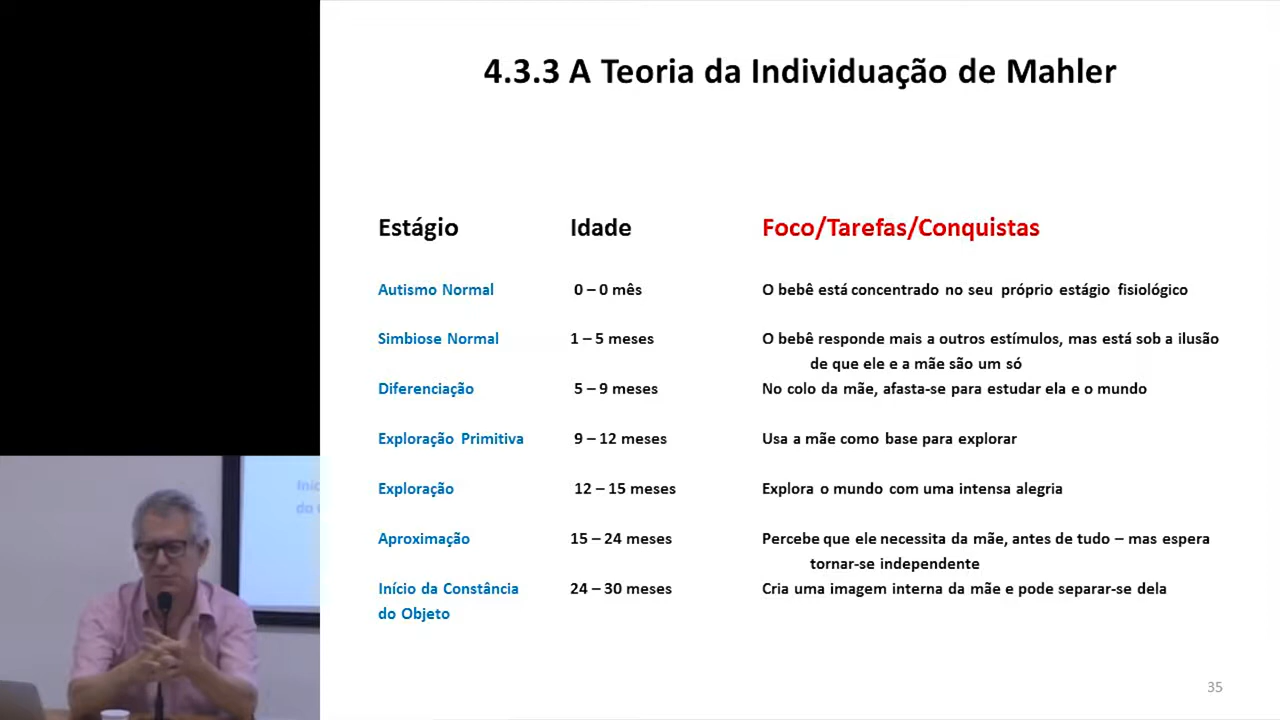 4.3.3 A Teoria da Individuação de Mahler
Estágio Idade Foco/Tarefas/Conquistas
Autismo Normal 0 – 0 mês O bebê está concentrado no seu próprio estágio fisiológico
Simbiose Normal 1 – 5 meses O bebê responde mais a outros estímulos, mas está sob a ilusão
de que ele e a mãe são um só
Diferenciação 5 – 9 meses No colo da mãe, afasta-se para estudar ela e o mundo
Exploração Primitiva 9 – 12 meses Usa a mãe como base para explorar
Exploração 12 – 15 meses Explora o mundo com uma intensa alegria
Aproximação 15 – 24 meses Percebe que ele necessita da mãe, antes de tudo – mas espera
tornar-se independente
Início da Constância 24 – 30 meses Cria uma imagem interna da mãe e pode separar-se dela
do Objeto
35